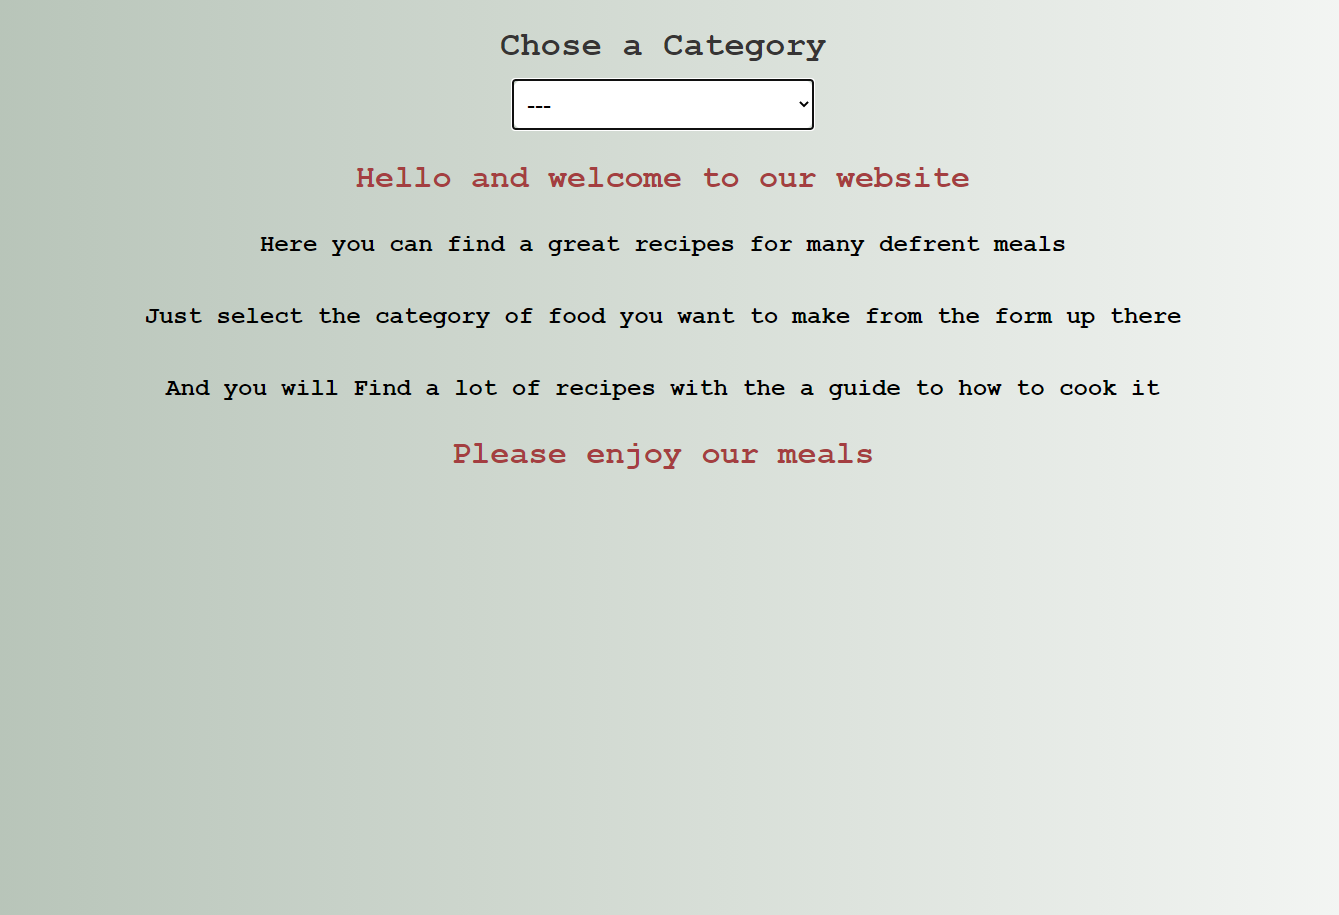 Chose a Category
---
Hello and welcome to our website
Here you can find a great recipes for many defrent meals
Just select the category of food you want to make from the form up there
And you will Find a lot of recipes with the a guide to how to cook it
Please enjoy our meals